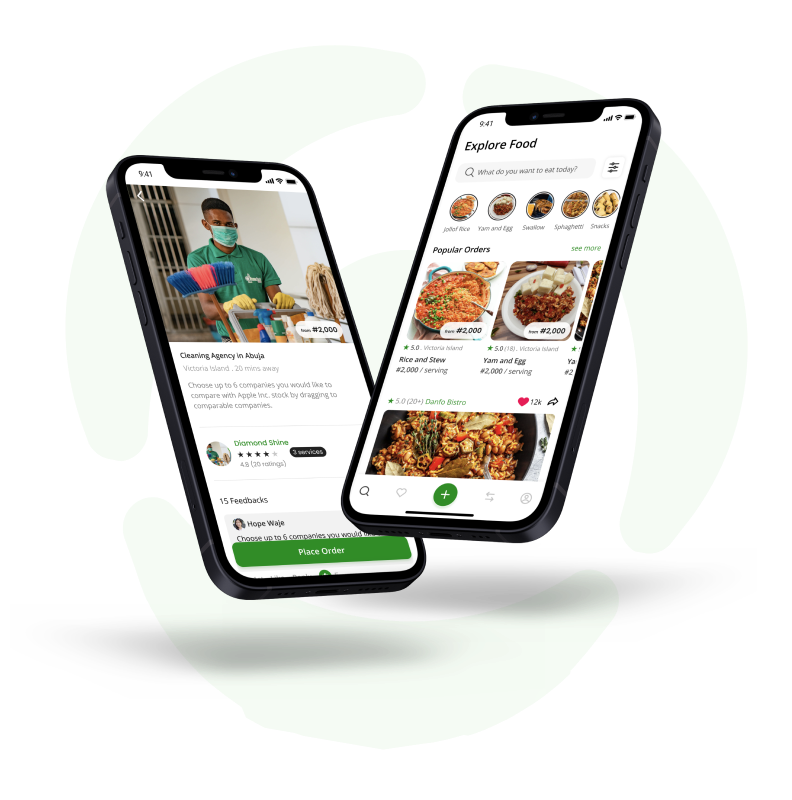 9:41
from #2,000
Cleaning Agency in Abuja
Victoria Island . 20 mins away
Choose up to 6 companies you would like to
compare with Apple Inc. stock by dragging to
comparable companies.
Diamond Shine
★★★★★
3 services
4.8 (20 ratings)
15 Feedbacks
Hope Waje
Choose up to 6 companies you would
Place Order
9:41
Explore Food
What do you want to eat today?
Jollof Rice Yam and Egg Swallow Sphaghetti Snacks
Popular Orders see more
from #2,000 from #2,000
★ 5.0 . Victoria Island ★ 5.0 (18) . Victoria Island
Rice and Stew Yam and Egg Ya
#2,000 / serving #2,000 / serving #2
★ 5.0 (20+) Danfo Bistro 12k